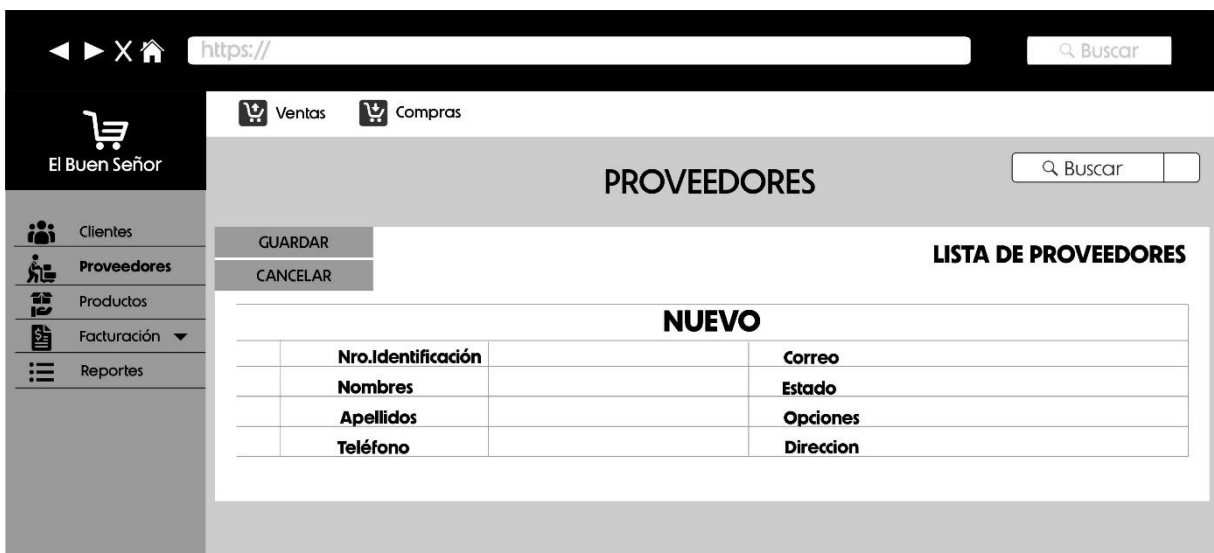 X https:// Buscar
Ventas Compras
El Buen Señor
PROVEEDORES
Buscar
Clientes
Proveedores
Productos
Facturación
Reportes
GUARDAR
CANCELAR
LISTA DE PROVEEDORES
NUEVO
Nro.Identificación Correo
Nombres Estado
Apellidos Opciones
Teléfono Direccion